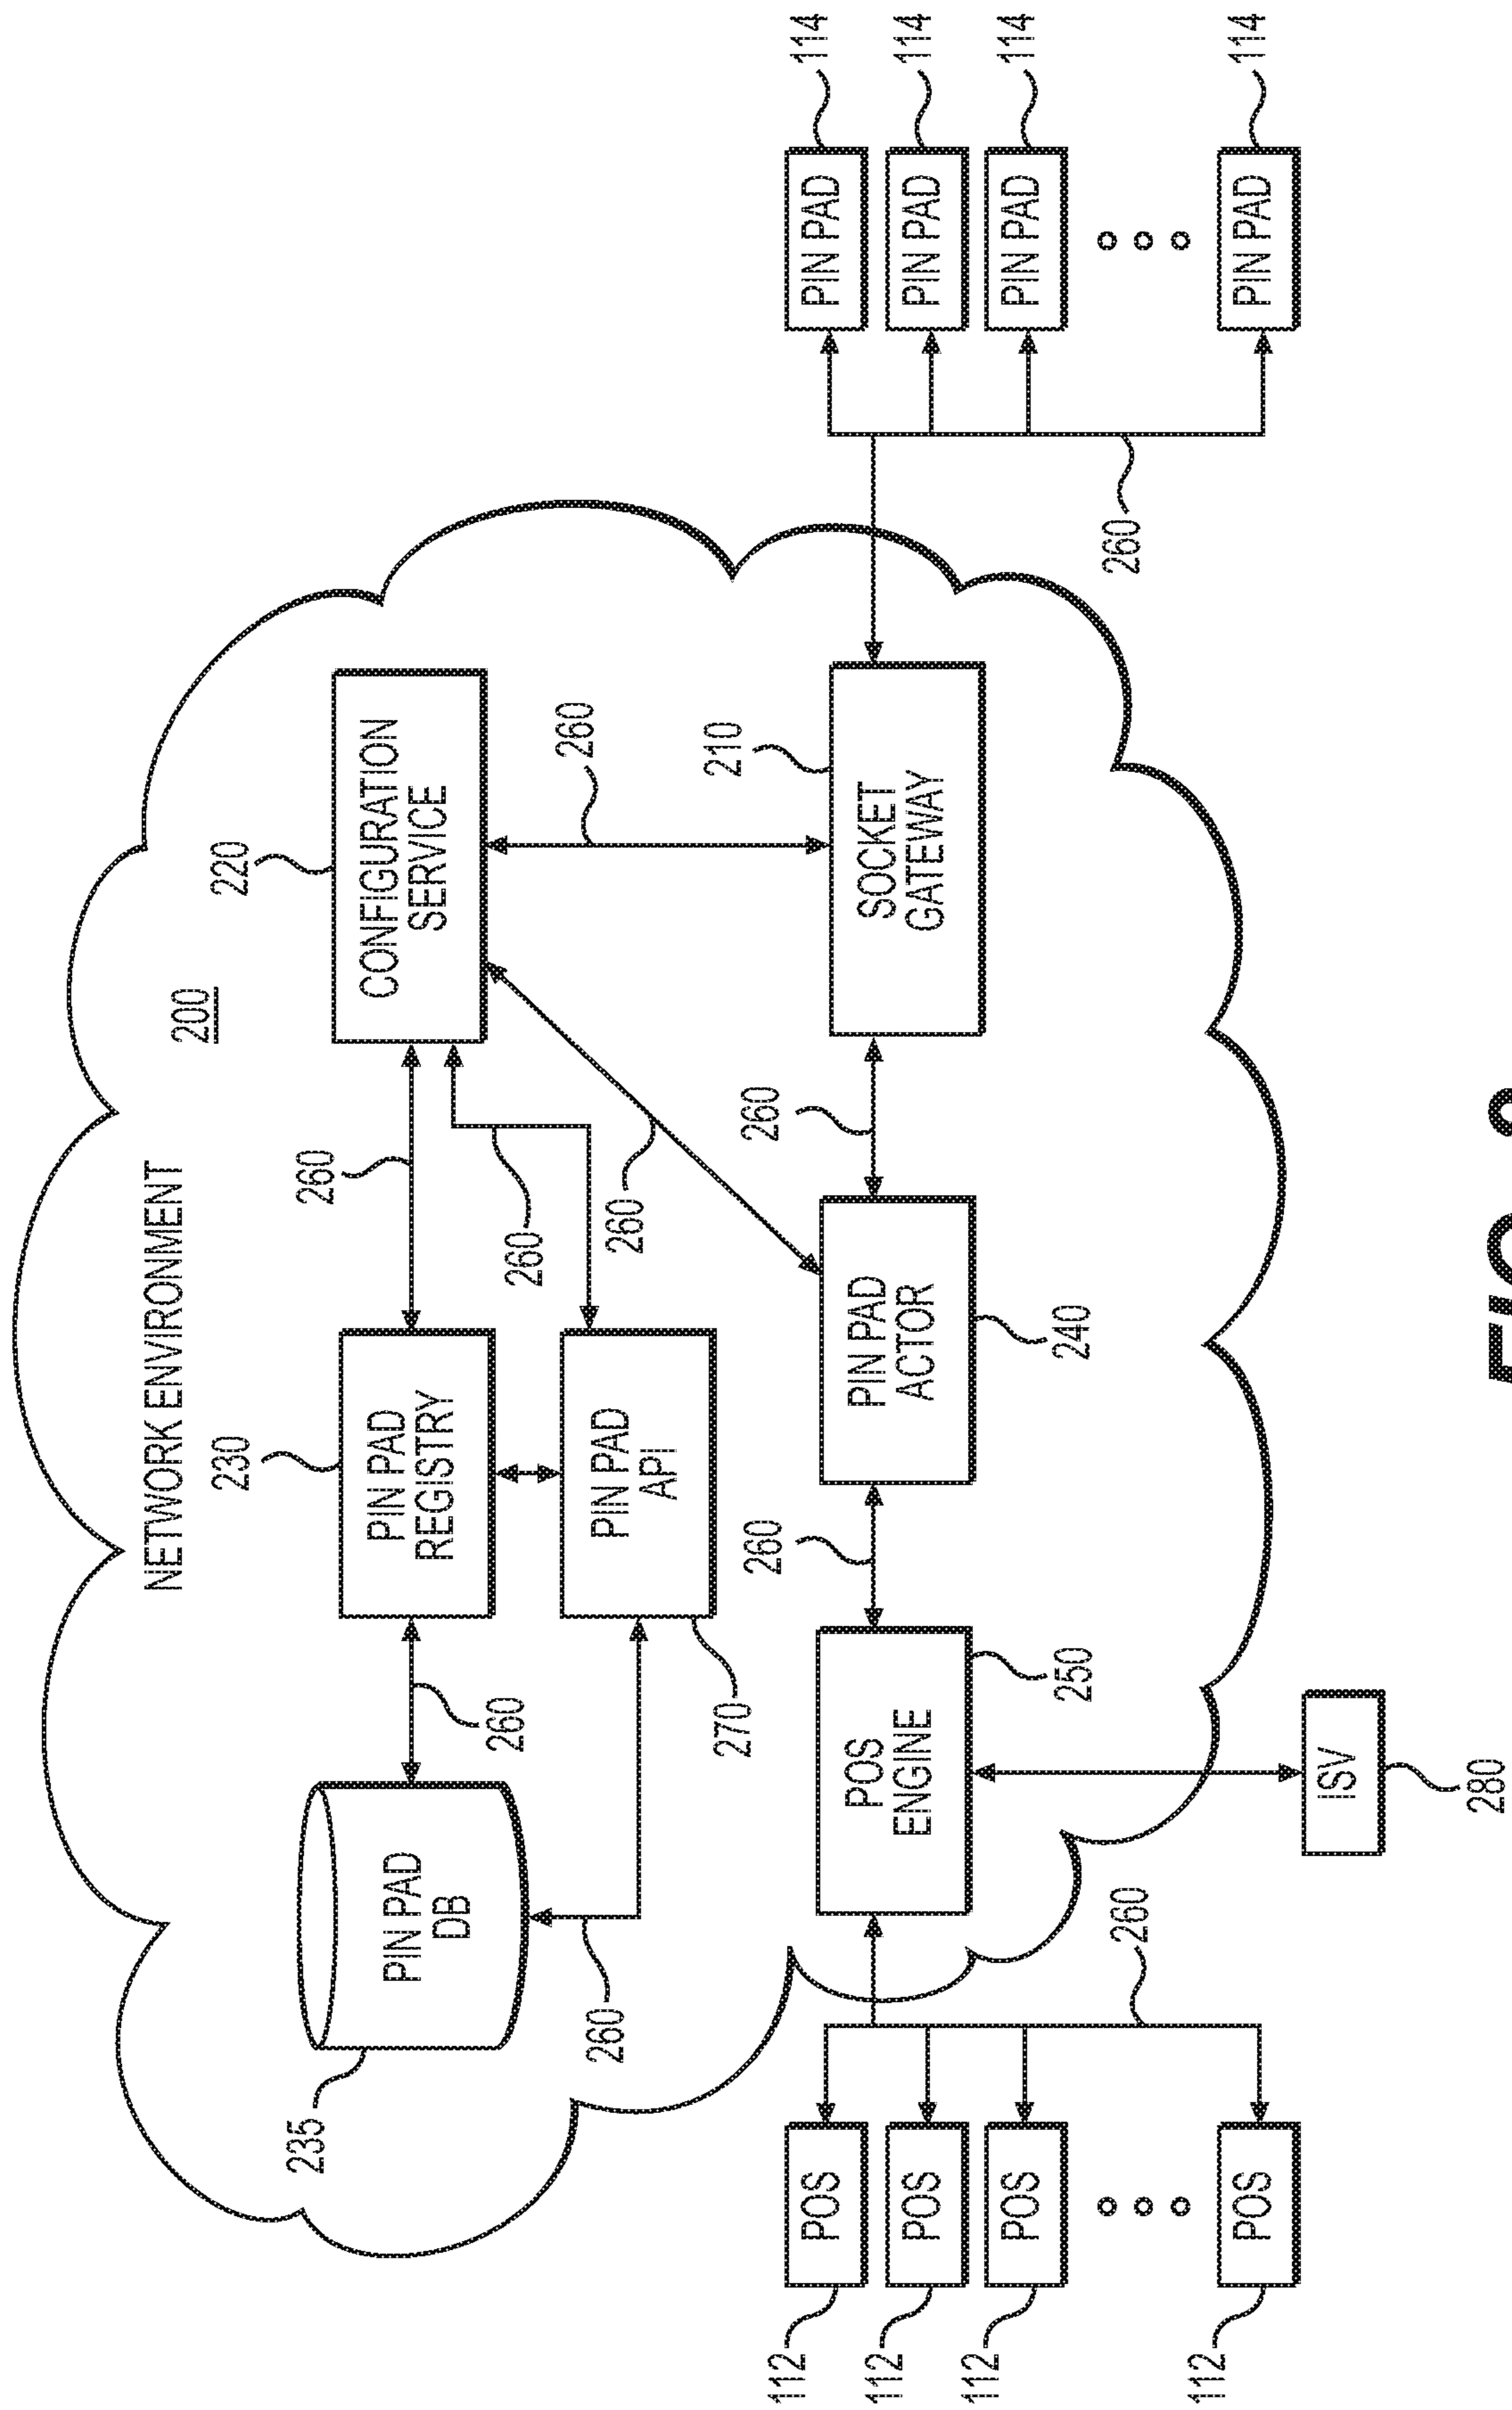 NETWORK ENVIRONMENT
200
235
PIN PAD
DB
260
260
230
PIN PAD
REGISTRY
260
PIN PAD
API
270
260
260
220
CONFIGURATION
SERVICE
260
210
SOCKET
GATEWAY
260
PIN PAD
ACTOR
240
260
POS
ENGINE
250
ISV
280
260
POS
POS
POS
POS
112
112
112
112
PIN PAD
PIN PAD
PIN PAD
PIN PAD
114
114
114
114
260